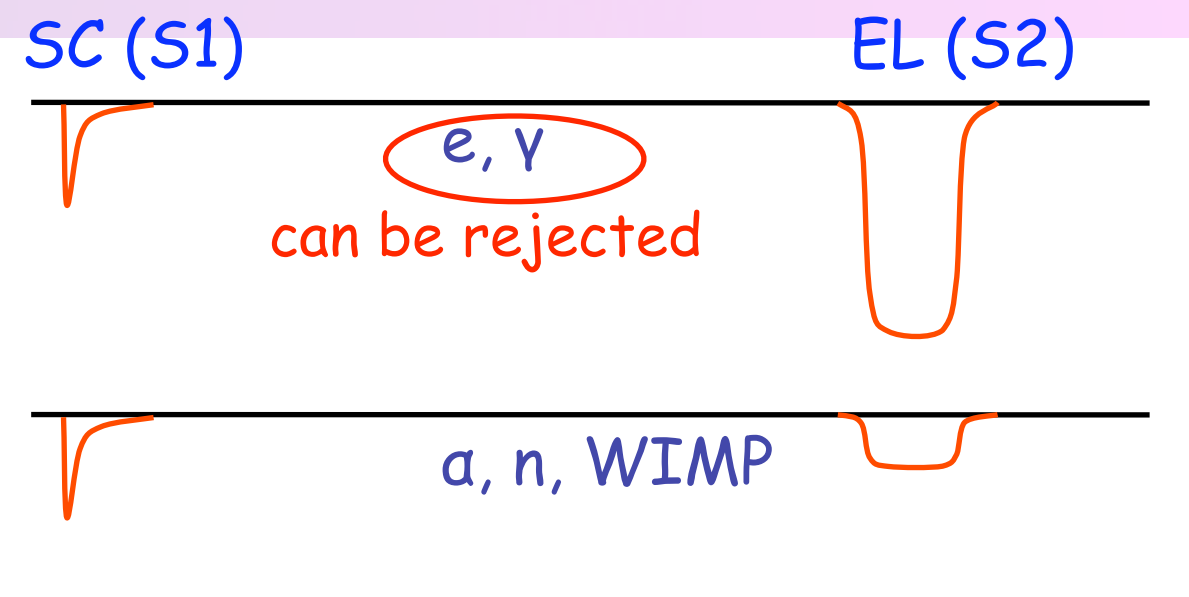 SC (S1) EL (S2)
e, γ
can be rejected
α, n, WIMP